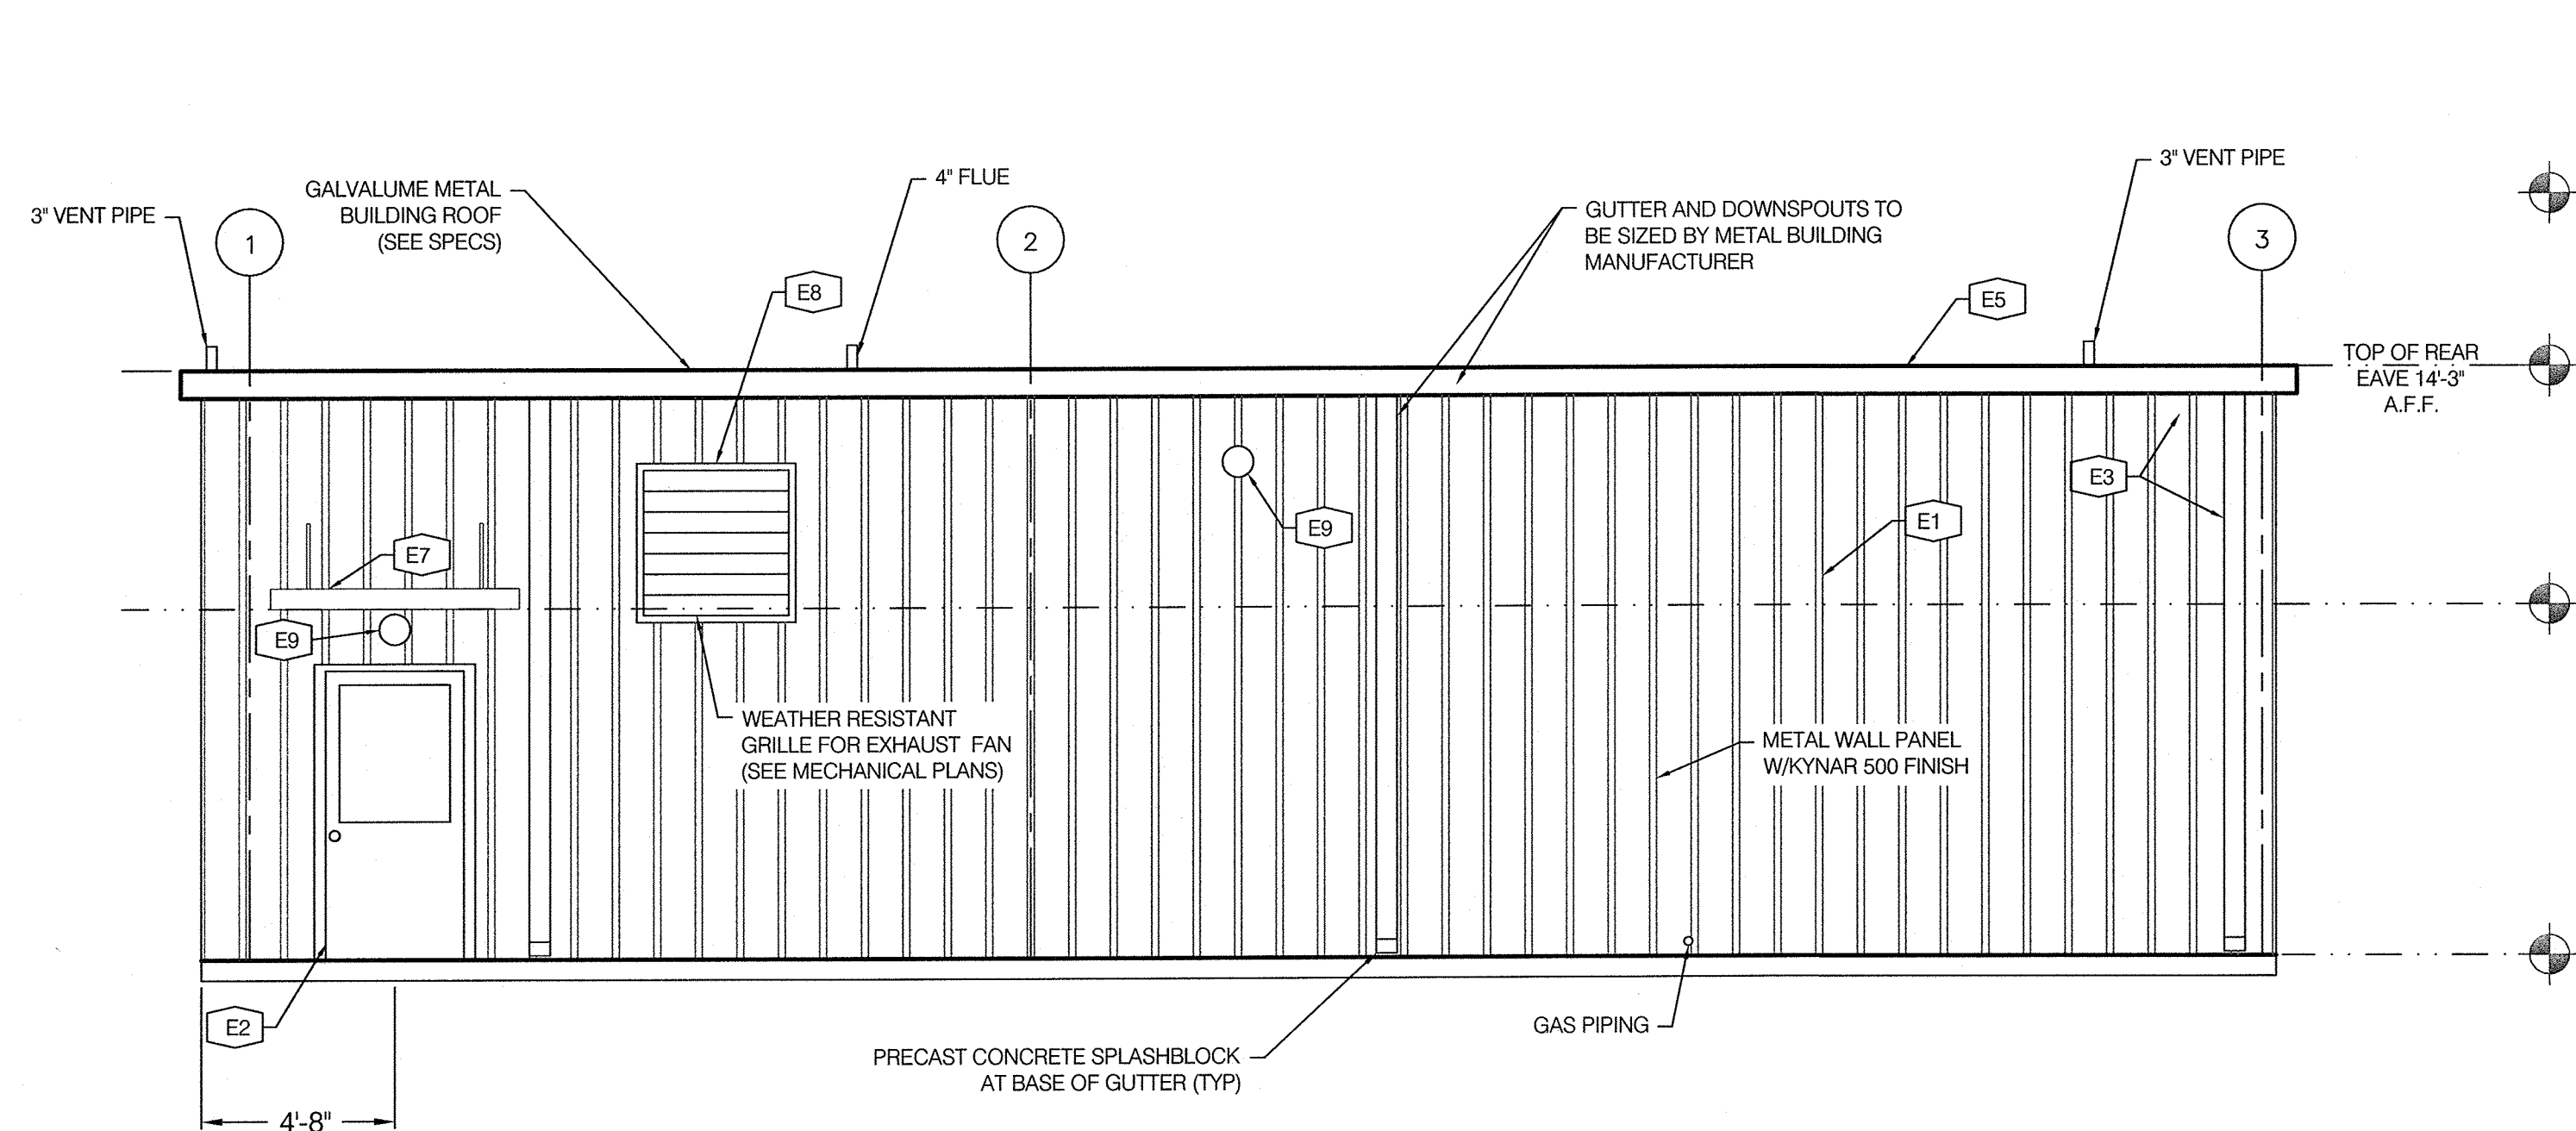 3" VENT PIPE
GALVALUME METAL
BUILDING ROOF
(SEE SPECS)
4" FLUE
GUTTER AND DOWNSPOUTS TO
BE SIZED BY METAL BUILDING
MANUFACTURER
3" VENT PIPE
1
2
3
E8
E5
TOP OF REAR
EAVE 14'-3"
A.F.F.
E3
E9
E1
E7
E9
WEATHER RESISTANT
GRILLE FOR EXHAUST FAN
(SEE MECHANICAL PLANS)
METAL WALL PANEL
W/KYNAR 500 FINISH
E2
GAS PIPING
PRECAST CONCRETE SPLASHBLOCK
AT BASE OF GUTTER (TYP)
4'-8"